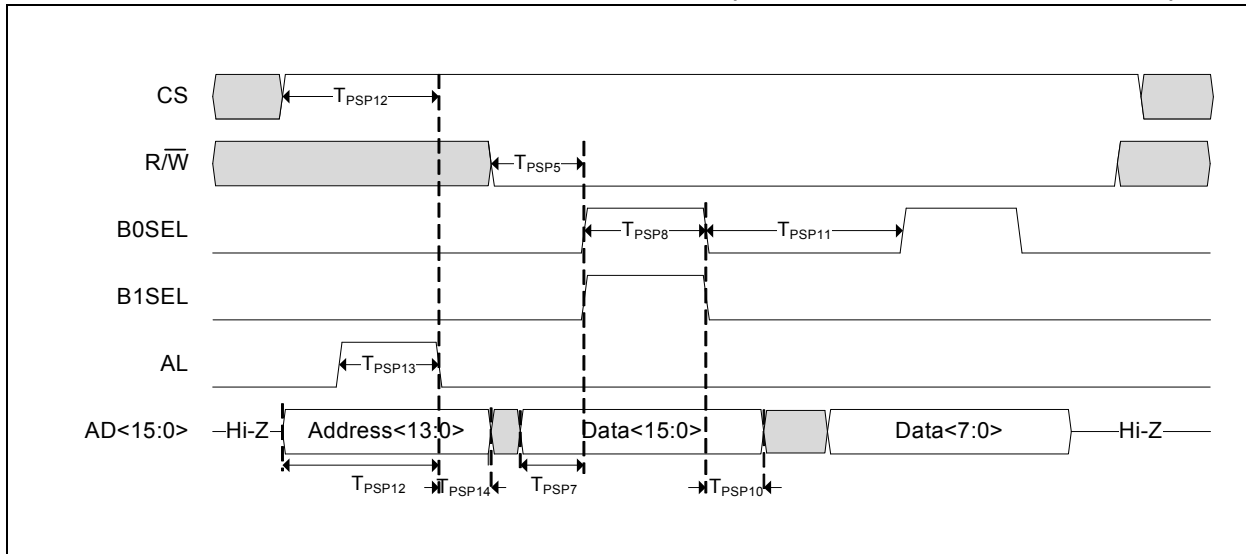 CS
T_PSP12
R/W̅
T_PSP5
B0SEL
T_PSP8
T_PSP11
B1SEL
AL
T_PSP13
AD<15:0>
Hi-Z
Address<13:0>
Data<15:0>
Data<7:0>
Hi-Z
T_PSP12
T_PSP14
T_PSP7
T_PSP10